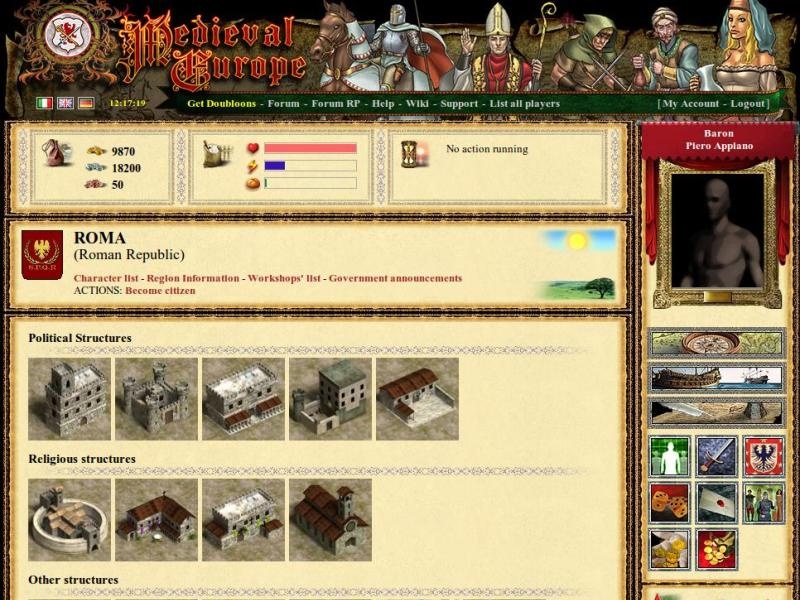 Medieval
Europe
12:17:19
Get Doubloons - Forum - Forum RP - Help - Wiki - Support - List all players
[ My Account - Logout ]
9870
18200
50
No action running
Baron
Piero Appiano
S.P.Q.R
ROMA
(Roman Republic)
Character list - Region Information - Workshops' list - Government announcements
ACTIONS: Become citizen
Political Structures
Religious structures
Other structures